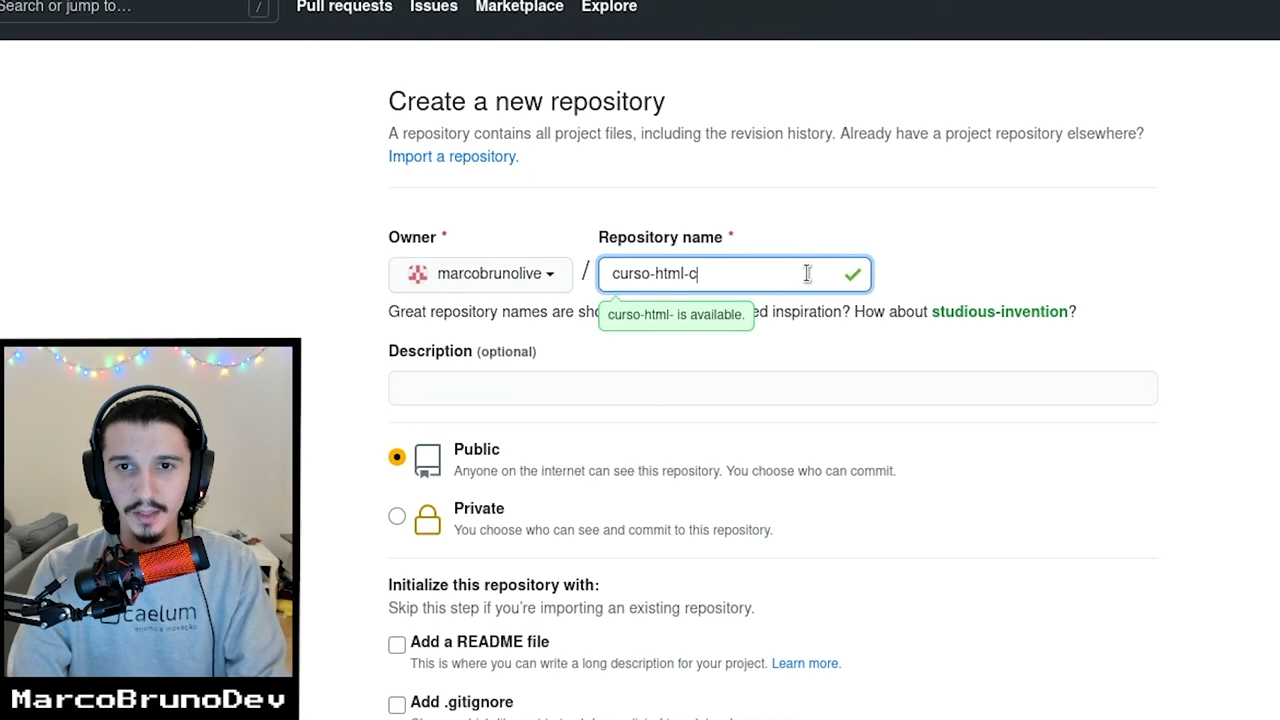 Search or jump to…
/
Pull requests Issues Marketplace Explore
Create a new repository
A repository contains all project files, including the revision history. Already have a project repository elsewhere?
Import a repository.
Owner * Repository name *
marcobrunolive / curso-html-c
Great repository names are sho
ed inspiration? How about studious-invention?
curso-html- is available.
Description (optional)
Public
Anyone on the internet can see this repository. You choose who can commit.
Private
You choose who can see and commit to this repository.
Initialize this repository with:
Skip this step if you're importing an existing repository.
Add a README file
This is where you can write a long description for your project. Learn more.
Add .gitignore
caelum
ensino e inovação
MarcoBrunoDev